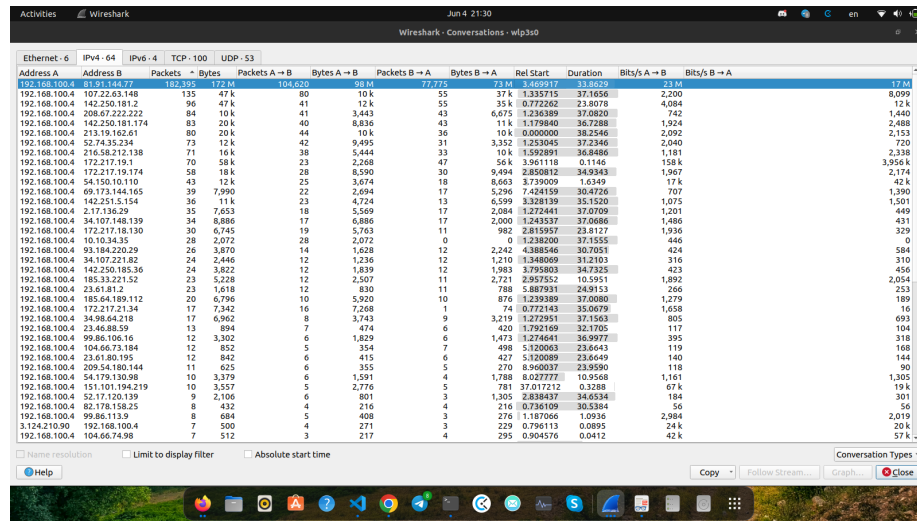 Activities Wireshark Jun 4 21:30 en
Wireshark · Conversations · wlp3s0
Ethernet · 6 IPv4 · 64 IPv6 · 4 TCP · 100 UDP · 53
Address A Address B Packets Bytes Packets A → B Bytes A → B Packets B → A Bytes B → A Rel Start Duration Bits/s A → B Bits/s B → A
192.168.100.4 81.91.144.77 182,395 172 M 104,620 98 M 77,775 73 M 3.469917 33.8629 23 M 17 M
192.168.100.4 107.22.63.148 135 47 k 80 10 k 55 37 k 1.335715 37.1656 2,200 8,099
192.168.100.4 142.250.181.2 96 47 k 41 12 k 55 35 k 0.772262 23.8078 4,084 12 k
192.168.100.4 208.67.222.222 84 10 k 41 3,443 43 6,675 1.236389 37.0820 742 1,440
192.168.100.4 142.250.181.174 83 20 k 40 8,836 43 11 k 1.179840 36.7288 1,924 2,488
192.168.100.4 213.19.162.61 80 20 k 44 10 k 36 10 k 0.000000 38.2546 2,092 2,153
192.168.100.4 52.74.35.234 73 12 k 42 9,495 31 3,352 1.253045 37.2346 2,040 720
192.168.100.4 216.58.212.138 71 16 k 38 5,444 33 10 k 1.592891 36.8486 1,181 2,338
192.168.100.4 172.217.19.1 70 58 k 23 2,268 47 56 k 3.961118 0.1146 158 k 3,956 k
192.168.100.4 172.217.19.174 58 18 k 28 8,590 30 9,494 2.850812 34.9343 1,967 2,174
192.168.100.4 54.150.10.110 43 12 k 25 3,674 18 8,663 3.739009 1.6349 17 k 42 k
192.168.100.4 69.173.144.165 39 7,990 22 2,694 17 5,296 7.424159 30.4726 707 1,390
192.168.100.4 142.251.5.154 36 11 k 23 4,724 13 6,599 3.328139 35.1520 1,075 1,501
192.168.100.4 2.17.136.29 35 7,653 18 5,569 17 2,084 1.272441 37.0709 1,201 449
192.168.100.4 34.107.148.139 34 8,886 17 6,886 17 2,000 1.243537 37.0686 1,486 431
192.168.100.4 172.217.18.130 30 6,745 19 5,763 11 982 2.815957 23.8127 1,936 329
192.168.100.4 10.10.34.35 28 2,072 28 2,072 0 0 1.238200 37.1555 446 0
192.168.100.4 93.184.220.29 26 3,870 14 1,628 12 2,242 4.388546 30.7051 424 584
192.168.100.4 34.107.221.82 24 2,446 12 1,236 12 1,210 1.348069 31.2103 316 310
192.168.100.4 142.250.185.36 24 3,822 12 1,839 12 1,983 3.795803 34.7325 423 456
192.168.100.4 185.33.221.52 23 5,228 12 2,507 11 2,721 2.957552 10.5951 1,892 2,054
192.168.100.4 23.61.81.2 23 1,618 12 830 11 788 5.887931 24.9153 266 253
192.168.100.4 185.64.189.112 20 6,796 10 5,920 10 876 1.239389 37.0080 1,279 189
192.168.100.4 172.217.21.34 17 7,342 16 7,268 1 74 0.772143 35.0679 1,658 16
192.168.100.4 34.98.64.218 17 6,962 8 3,743 9 3,219 1.272951 37.1563 805 693
192.168.100.4 23.46.88.59 13 894 7 474 6 420 1.792169 32.1705 117 104
192.168.100.4 99.86.106.16 12 3,302 6 1,829 6 1,473 1.274641 36.9977 395 318
192.168.100.4 104.66.73.184 12 852 5 354 7 498 5.120063 23.6643 119 168
192.168.100.4 23.61.80.195 12 842 6 415 6 427 5.120089 23.6649 140 144
192.168.100.4 209.54.180.144 11 625 6 355 5 270 8.960037 23.9590 118 90
192.168.100.4 54.179.130.98 10 3,379 6 1,591 4 1,788 8.027777 10.9568 1,161 1,305
192.168.100.4 151.101.194.219 10 3,557 5 2,776 5 781 37.017212 0.3288 67 k 19 k
192.168.100.4 52.17.120.139 9 2,106 6 801 3 1,305 2.838437 34.6534 184 301
192.168.100.4 82.178.158.25 8 432 4 216 4 216 0.736109 30.5384 56 56
192.168.100.4 99.86.113.9 8 684 5 408 3 276 1.187066 1.0936 2,984 2,019
3.124.210.90 192.168.100.4 7 500 4 271 3 229 0.796113 0.0895 24 k 20 k
192.168.100.4 104.66.74.98 7 512 3 217 4 295 0.904576 0.0412 42 k 57 k
Name resolution Limit to display filter Absolute start time Conversation Types
Help Copy Follow Stream... Graph... Close